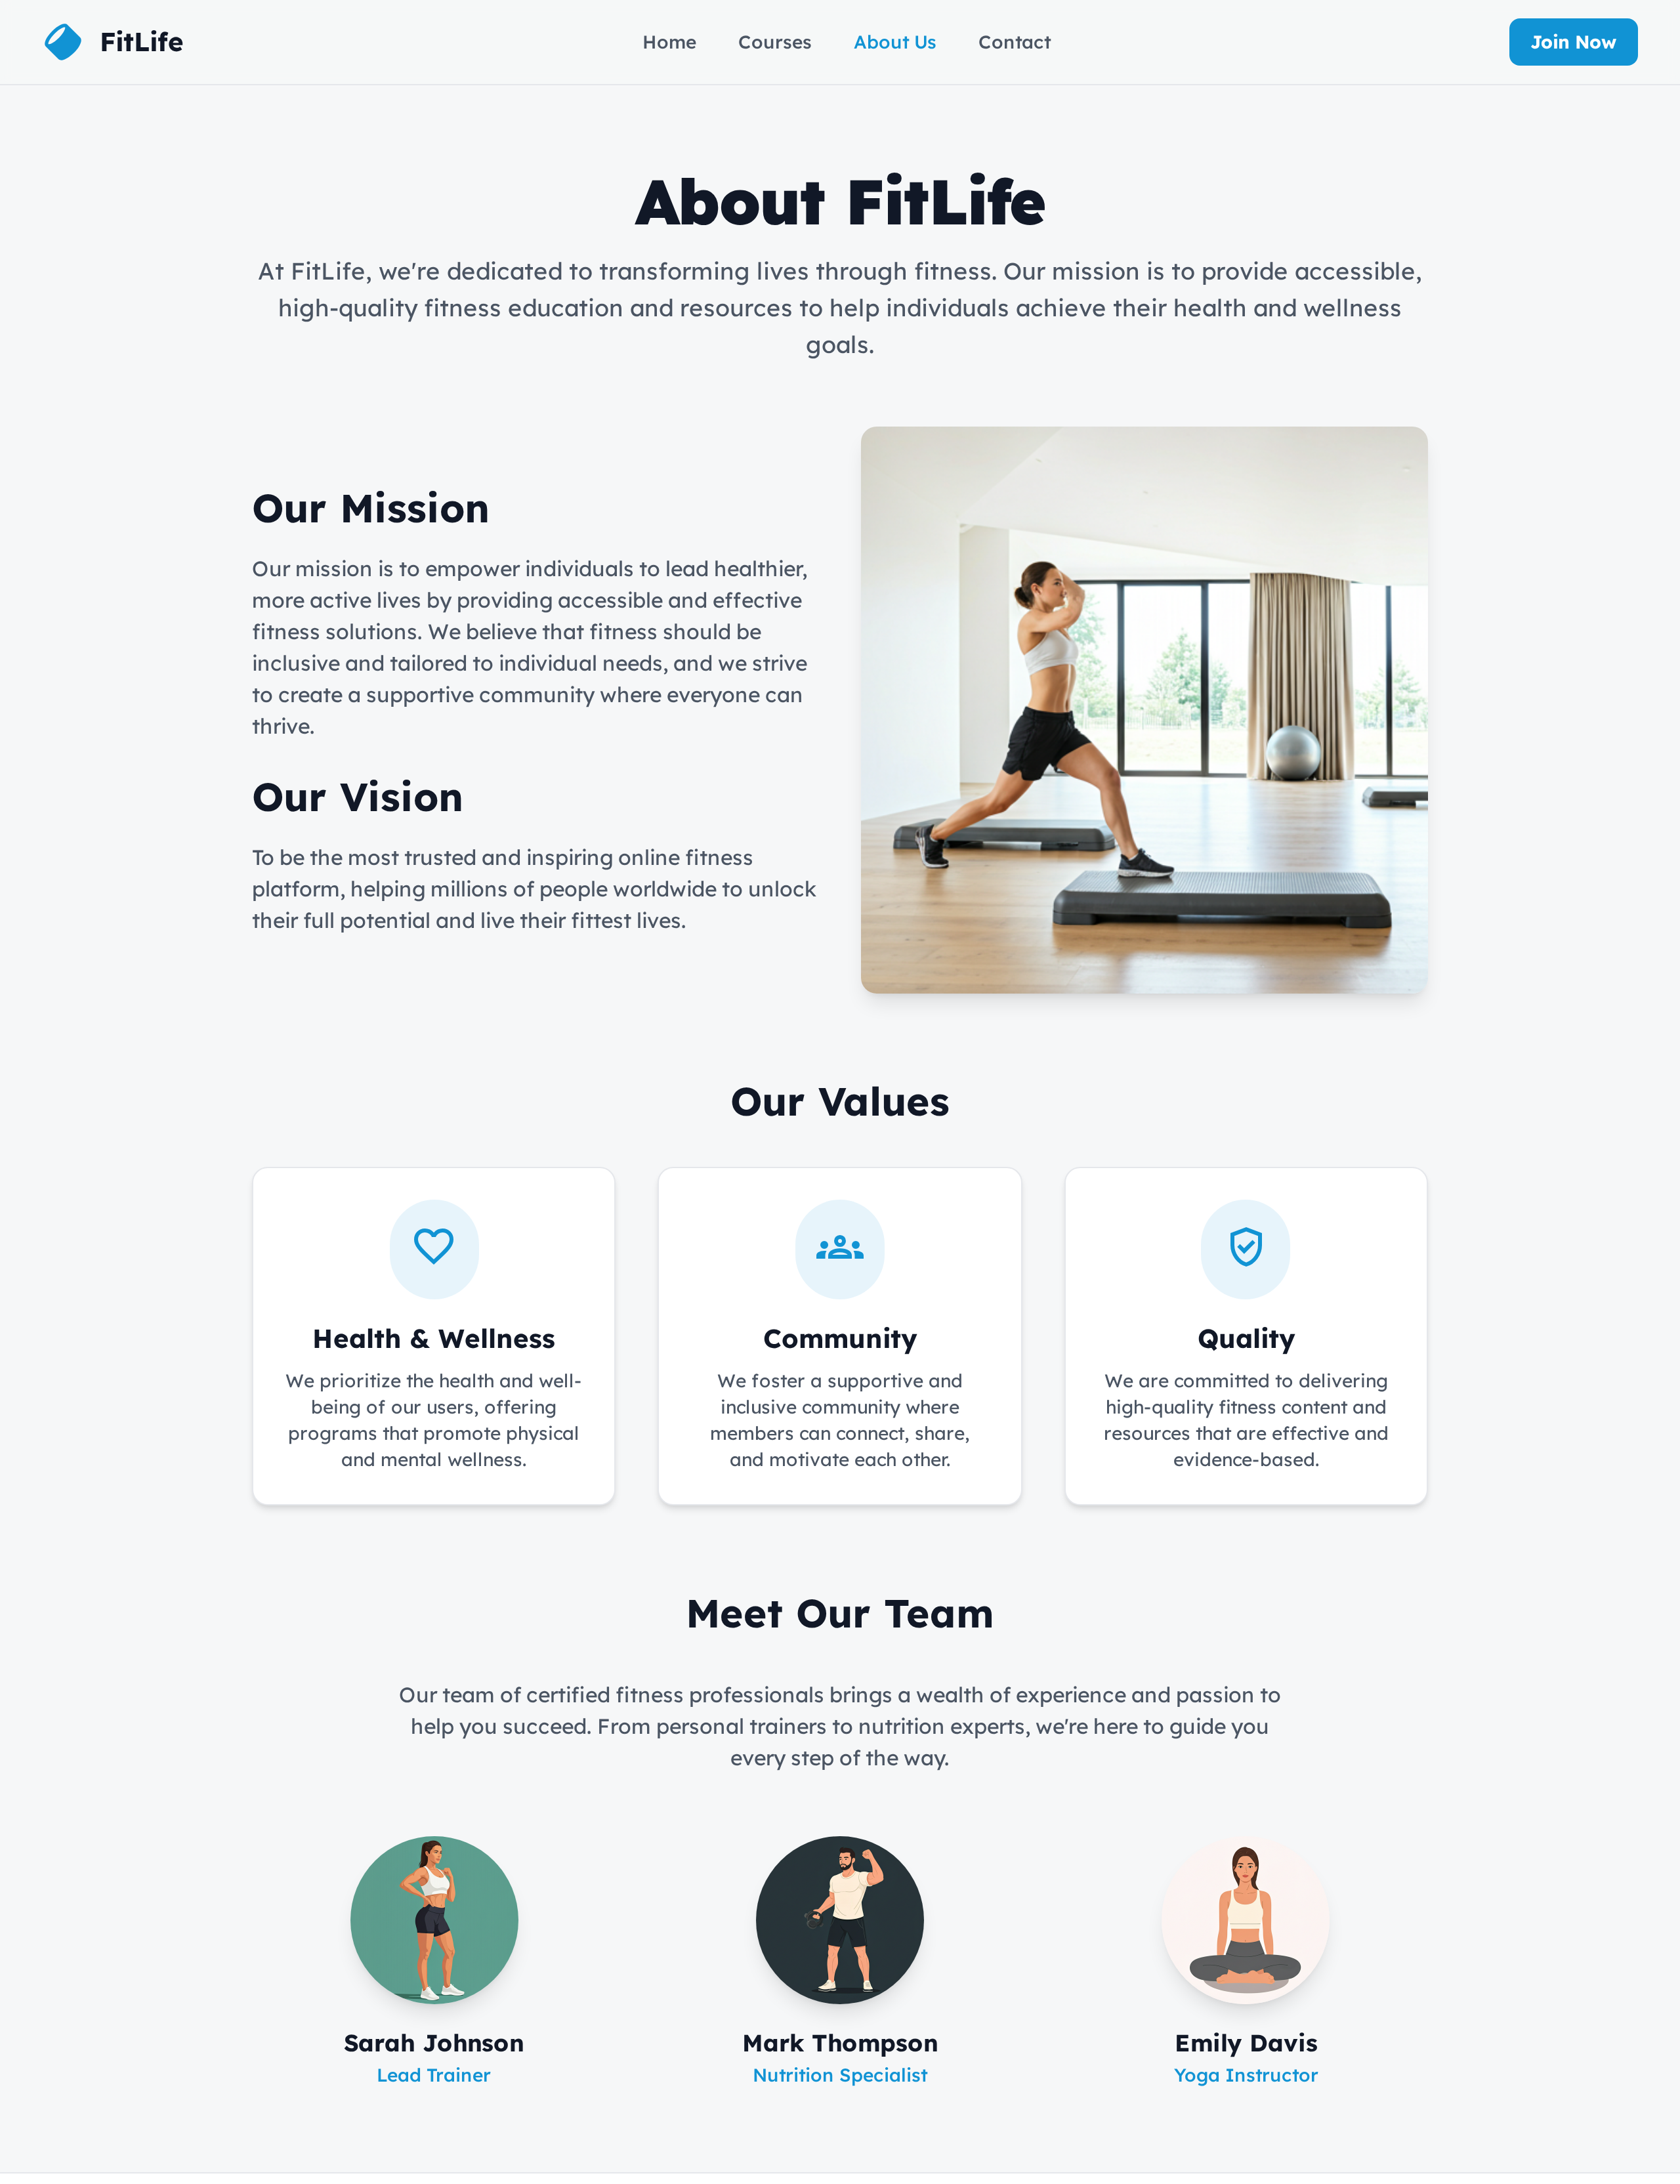 FitLife
Home
Courses
About Us
Contact
Join Now
About FitLife
At FitLife, we're dedicated to transforming lives through fitness. Our mission is to provide accessible,
high-quality fitness education and resources to help individuals achieve their health and wellness
goals.
Our Mission
Our mission is to empower individuals to lead healthier,
more active lives by providing accessible and effective
fitness solutions. We believe that fitness should be
inclusive and tailored to individual needs, and we strive
to create a supportive community where everyone can
thrive.
Our Vision
To be the most trusted and inspiring online fitness
platform, helping millions of people worldwide to unlock
their full potential and live their fittest lives.
Our Values
Health & Wellness
We prioritize the health and well-
being of our users, offering
programs that promote physical
and mental wellness.
Community
We foster a supportive and
inclusive community where
members can connect, share,
and motivate each other.
Quality
We are committed to delivering
high-quality fitness content and
resources that are effective and
evidence-based.
Meet Our Team
Our team of certified fitness professionals brings a wealth of experience and passion to
help you succeed. From personal trainers to nutrition experts, we're here to guide you
every step of the way.
Sarah Johnson
Lead Trainer
Mark Thompson
Nutrition Specialist
Emily Davis
Yoga Instructor